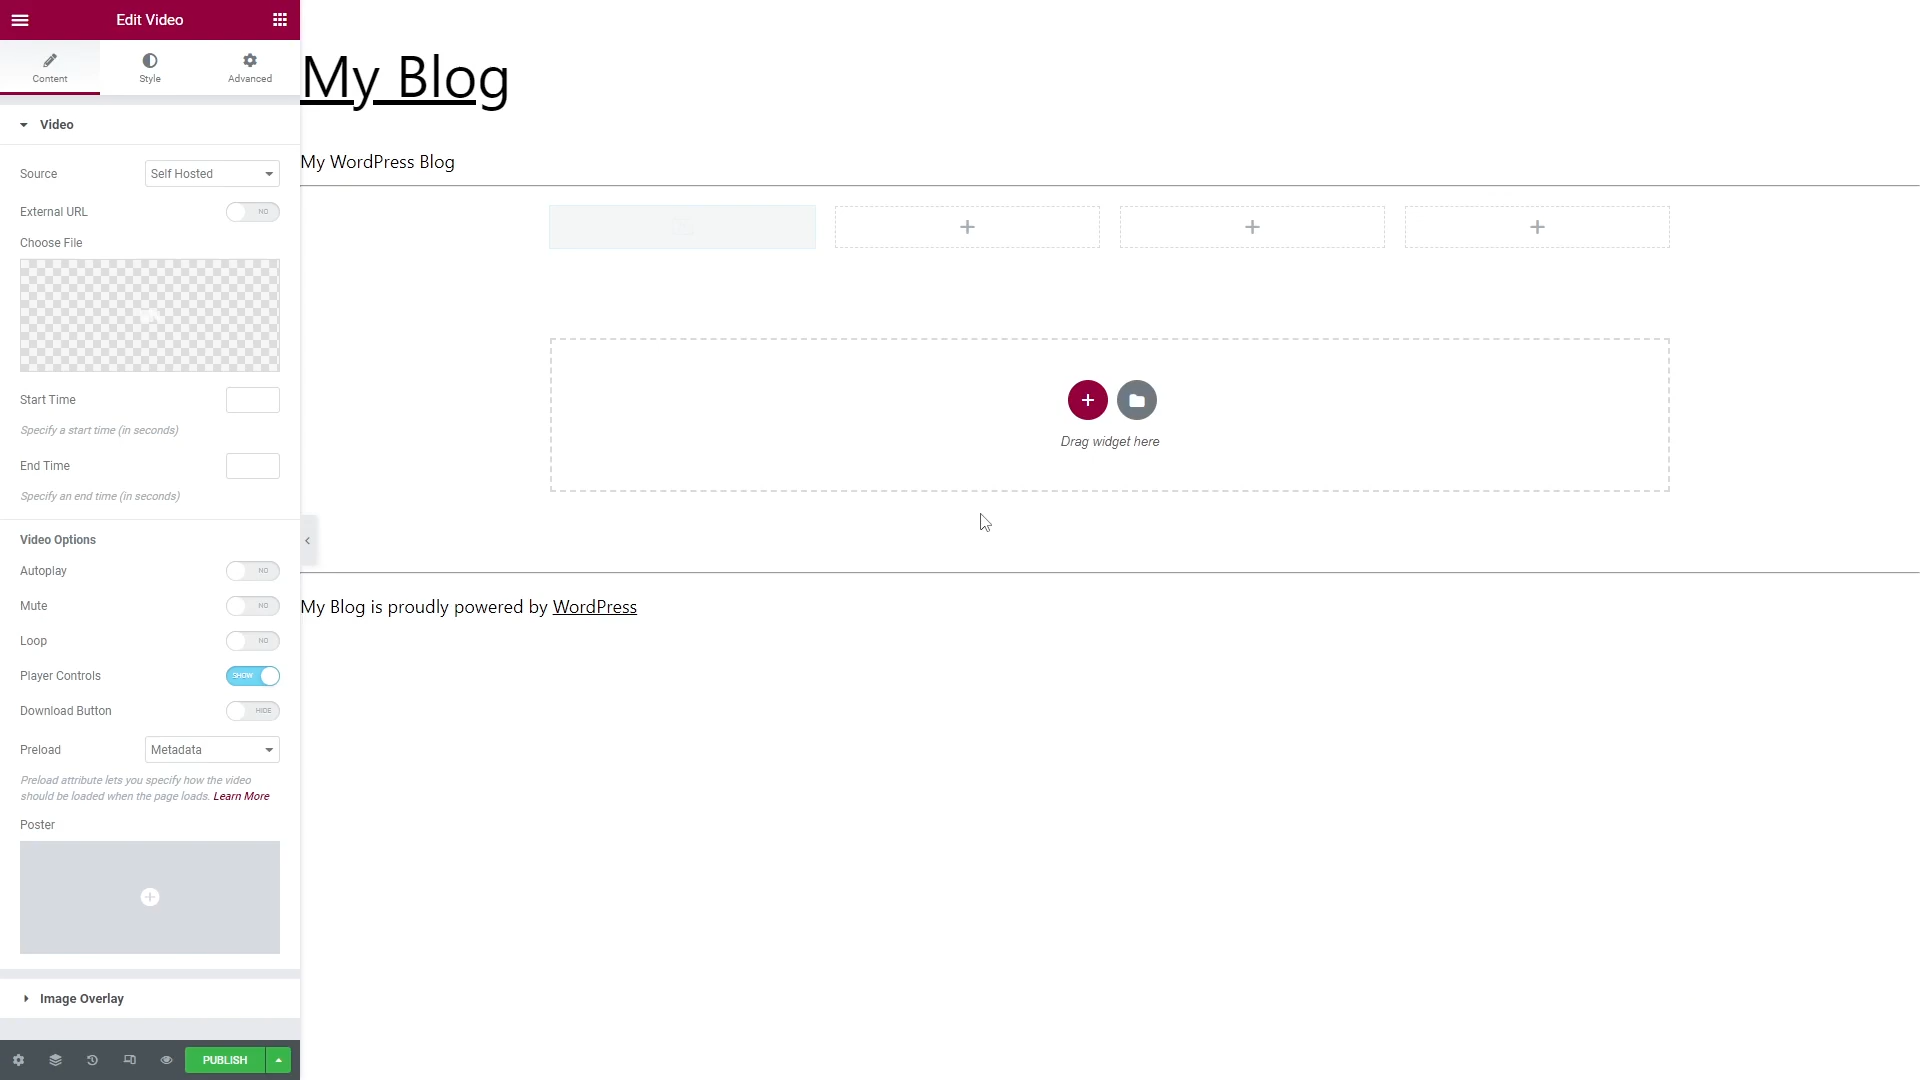 Edit Video
Content
Style
Advanced
Video
Source
Self Hosted
External URL
NO
Choose File
Start Time
Specify a start time (in seconds)
End Time
Specify an end time (in seconds)
Video Options
Autoplay
NO
Mute
NO
Loop
NO
Player Controls
SHOW
Download Button
HIDE
Preload
Metadata
Preload attribute lets you specify how the video
should be loaded when the page loads. Learn More
Poster
Image Overlay
PUBLISH
My Blog
My WordPress Blog
Drag widget here
My Blog is proudly powered by WordPress